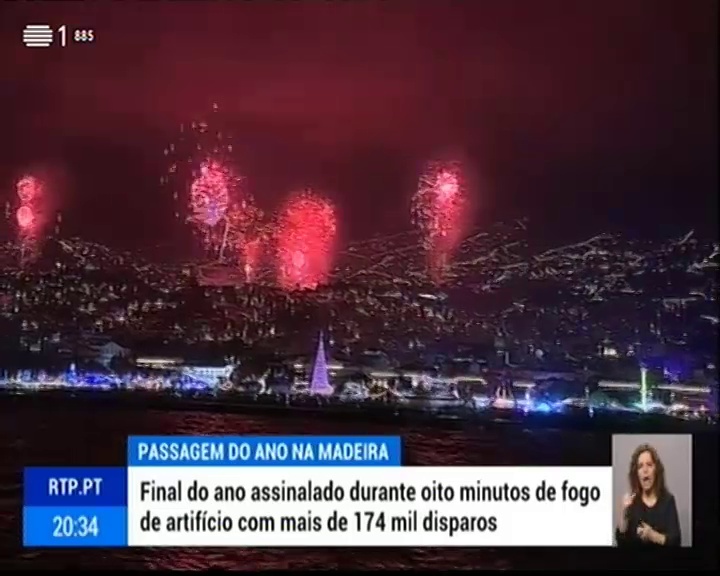 1 885
PASSAGEM DO ANO NA MADEIRA
RTP.PT
20:34
Final do ano assinalado durante oito minutos de fogo
de artifício com mais de 174 mil disparos